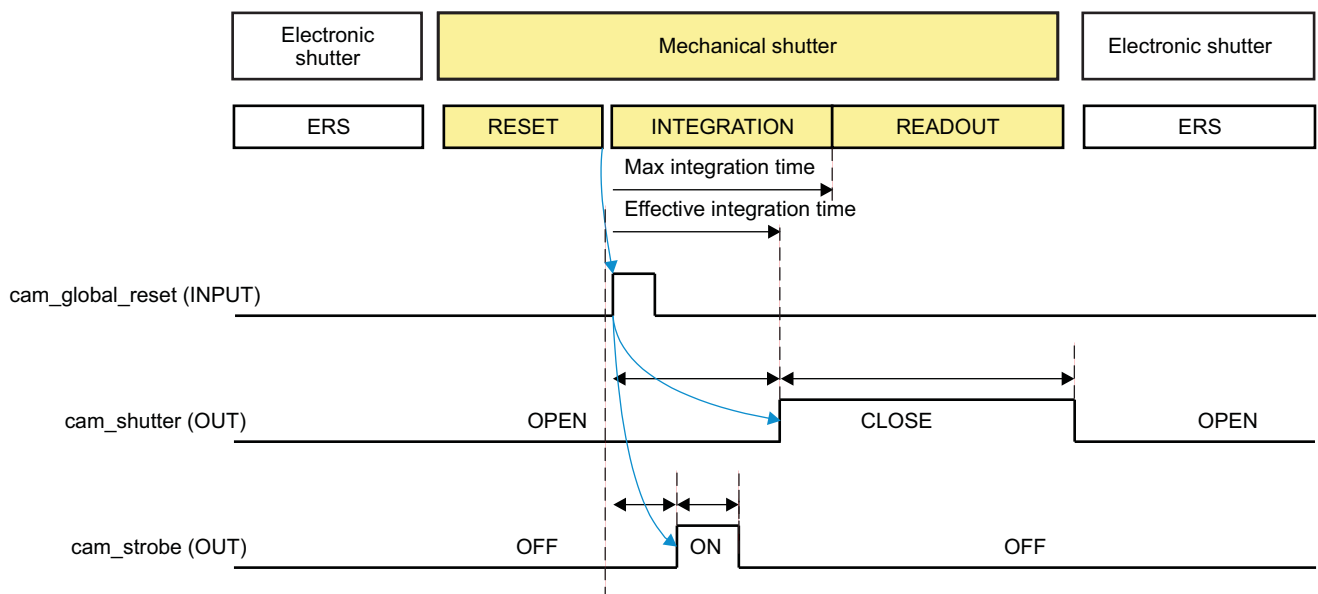 Electronic
shutter
Mechanical shutter
Electronic shutter
ERS
RESET
INTEGRATION
READOUT
ERS
Max integration time
Effective integration time
cam_global_reset (INPUT)
cam_shutter (OUT)
OPEN
CLOSE
OPEN
cam_strobe (OUT)
OFF
ON
OFF